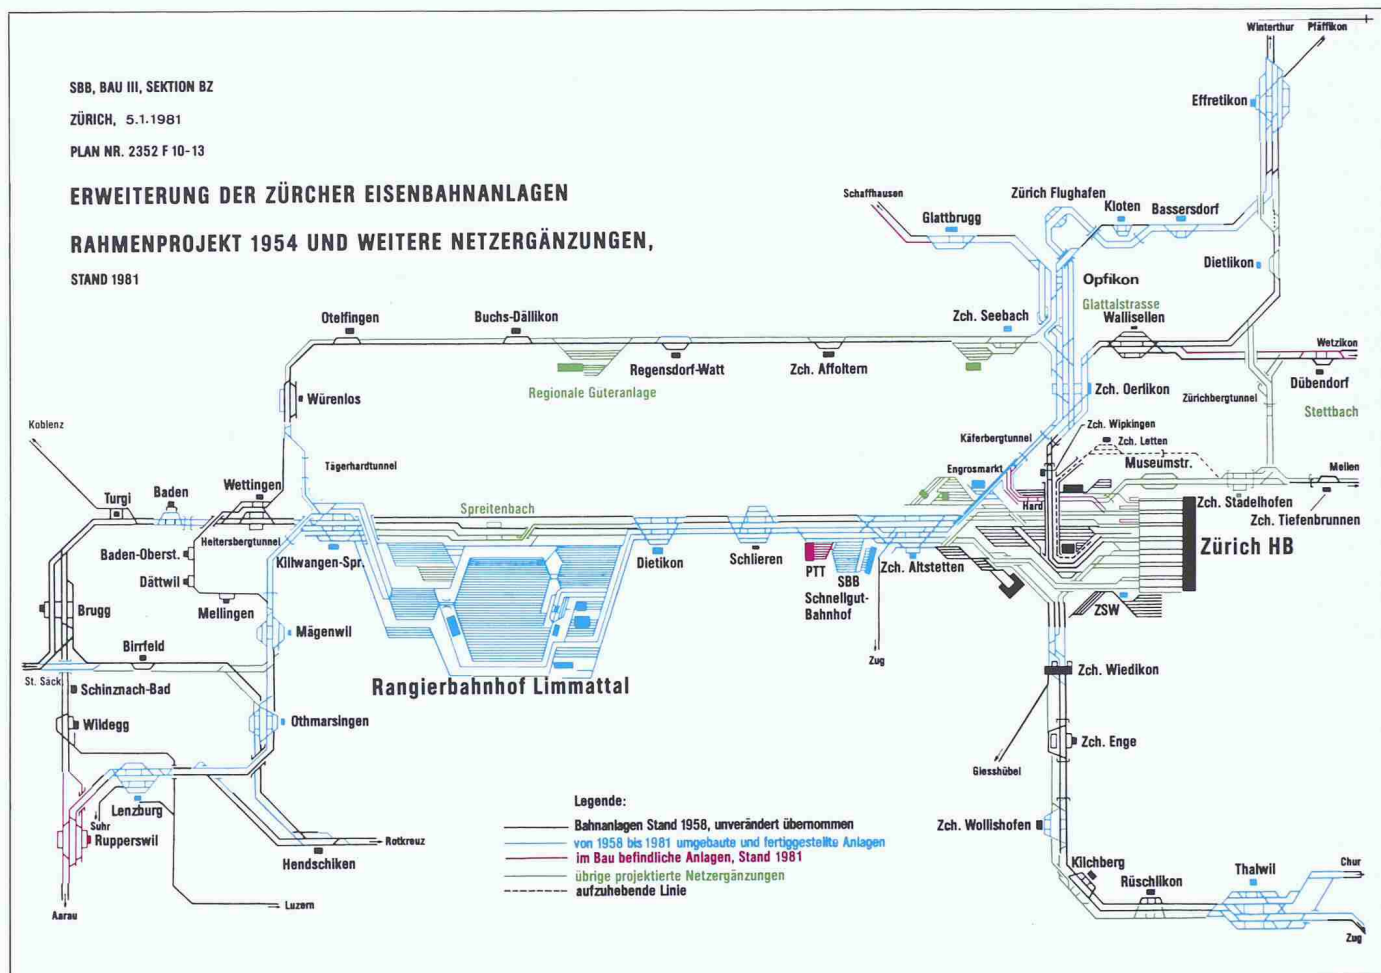 SBB, BAU III, SEKTION BZ
ZÜRICH, 5.1.1981
PLAN NR. 2352 F 10-13
ERWEITERUNG DER ZÜRCHER EISENBAHNANLAGEN
RAHMENPROJEKT 1954 UND WEITERE NETZERGÄNZUNGEN,
STAND 1981
Winterthur
Pfäffikon
Effretikon
Schaffhausen
Glattbrugg
Zürich Flughafen
Kloten
Bassersdorf
Dietlikon
Opfikon
Glattalstrasse
Wallisellen
Otelfingen
Buchs-Dällikon
Zch. Seebach
Wetzikon
Regensdorf-Watt
Zch. Affoltern
Dübendorf
Regionale Guteranlage
Zch. Oerlikon
Zürichbergtunnel
Stettbach
Würenlos
Koblenz
Käferbergtunnel
Zch. Wipkingen
Zch. Letten
Tägerhardtunnel
Engrosmarkt
Museumstr.
Mellen
Turgi
Baden
Wettingen
Spreitenbach
Hard
Zch. Stadelhofen
Zch. Tiefenbrunnen
Heitersbergtunnel
Baden-Oberst.
Killwangen-Spr.
Dietikon
Schlieren
PTT
SBB
Zch. Altstetten
Zürich HB
Dättwil
Schnellgut-
Bahnhof
Mellingen
ZSW
Brugg
Mägenwil
Birrfeld
Zug
St. Säck.
Schinznach-Bad
Rangierbahnhof Limmattal
Zch. Wiedikon
Wildegg
Othmarsingen
Zch. Enge
Giesshübel
Lenzburg
Suhr
Rupperswil
Hendschiken
Rotkreuz
Luzern
Aarau
Legende:
Bahnanlagen Stand 1958, unverändert übernommen
von 1958 bis 1981 umgebaute und fertiggestellte Anlagen
im Bau befindliche Anlagen, Stand 1981
übrige projektierte Netzergänzungen
aufzuhebende Linie
Zch. Wollishofen
Kilchberg
Rüschlikon
Thalwil
Chur
Zug